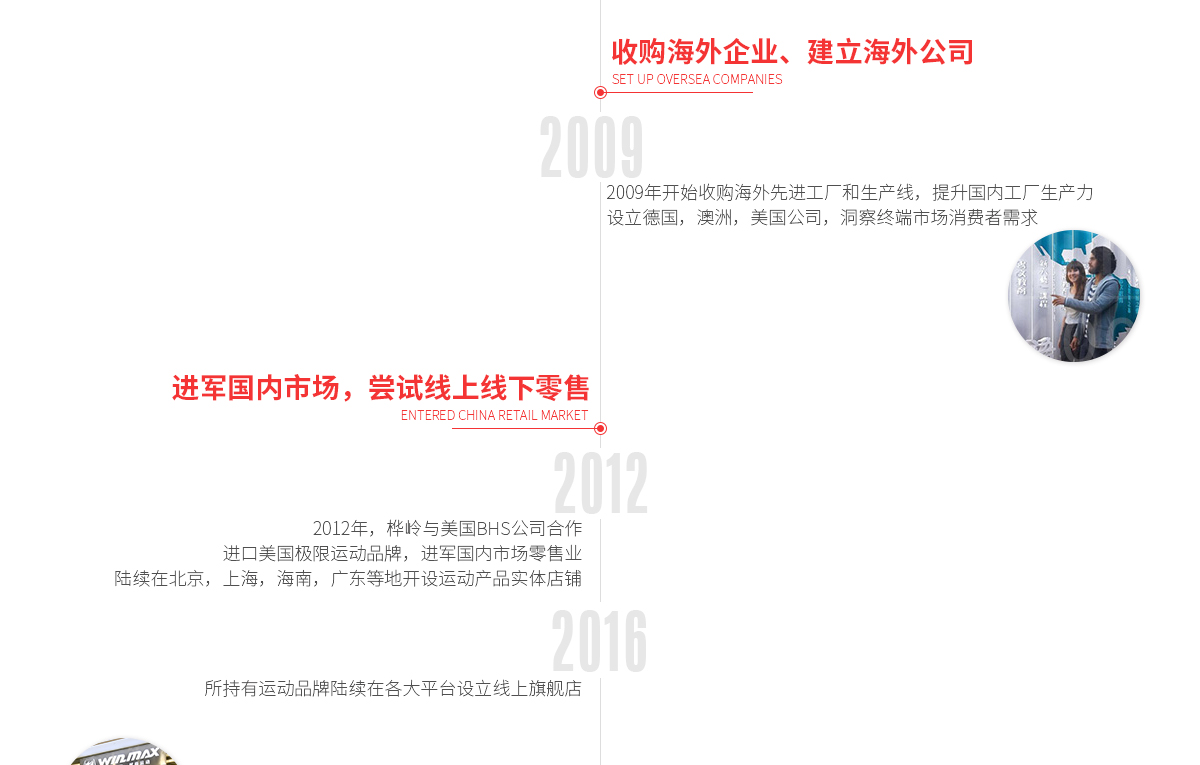 收购海外企业、建立海外公司
SET UP OVERSEA COMPANIES
2009
2009年开始收购海外先进工厂和生产线，提升国内工厂生产力
设立德国，澳洲，美国公司，洞察终端市场消费者需求
进军国内市场，尝试线上线下零售
ENTERED CHINA RETAIL MARKET
2012
2012年，桦岭与美国BHS公司合作
进口美国极限运动品牌，进军国内市场零售业
陆续在北京，上海，海南，广东等地开设运动产品实体店铺
2016
所持有运动品牌陆续在各大平台设立线上旗舰店
WIN.MAX